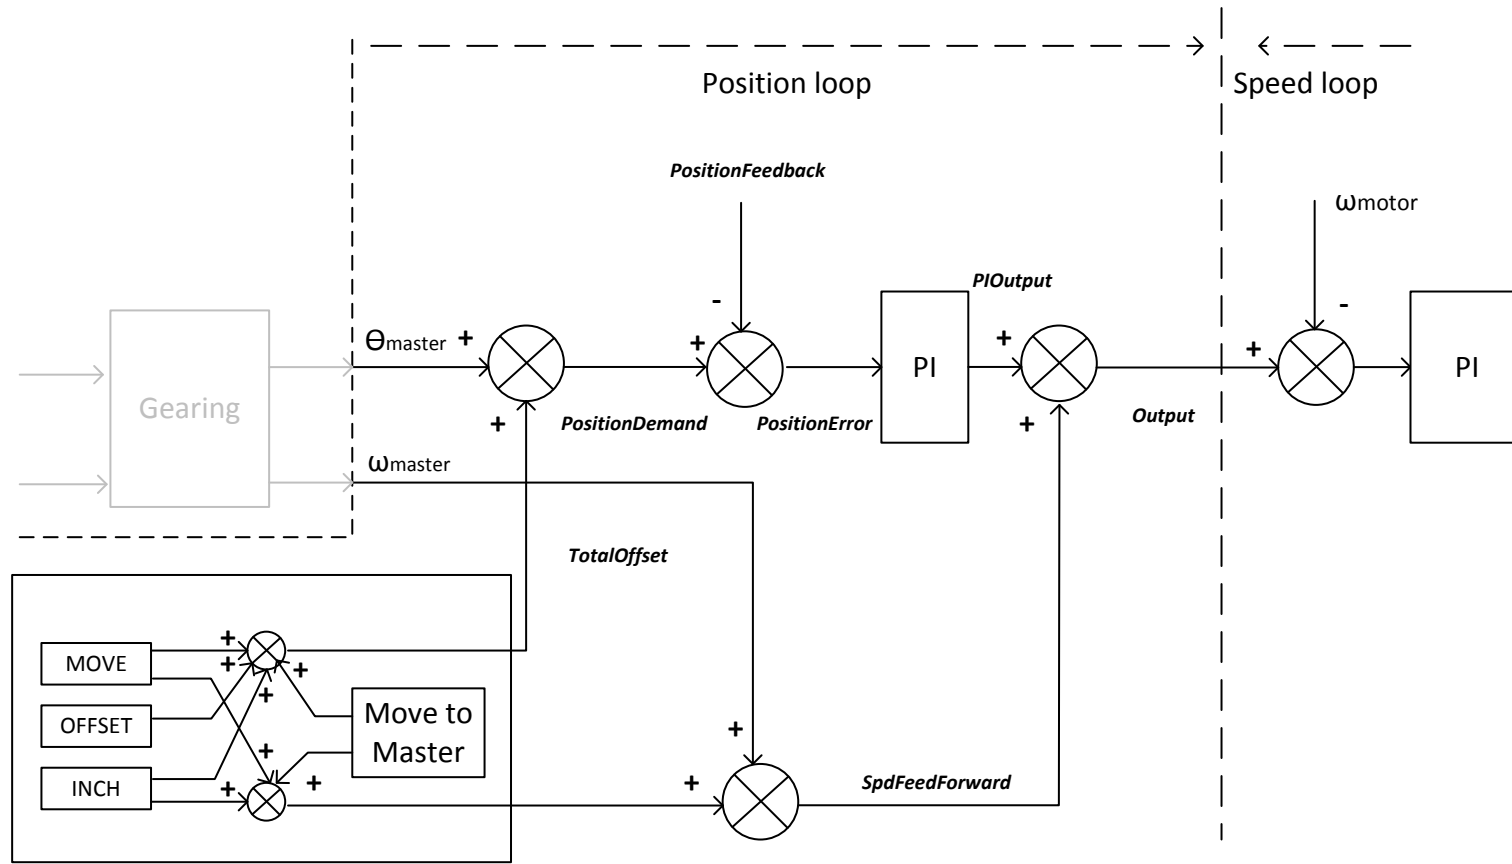 Position loop
Speed loop
PositionFeedback
ωmotor
-
PIOutput
-
Gearing
Өmaster
+
+
PI
+
+
PI
+
PositionDemand
PositionError
+
Output
ωmaster
TotalOffset
MOVE
+
+
+
OFFSET
+
Move to
Master
INCH
+
+
+
+
+
SpdFeedForward